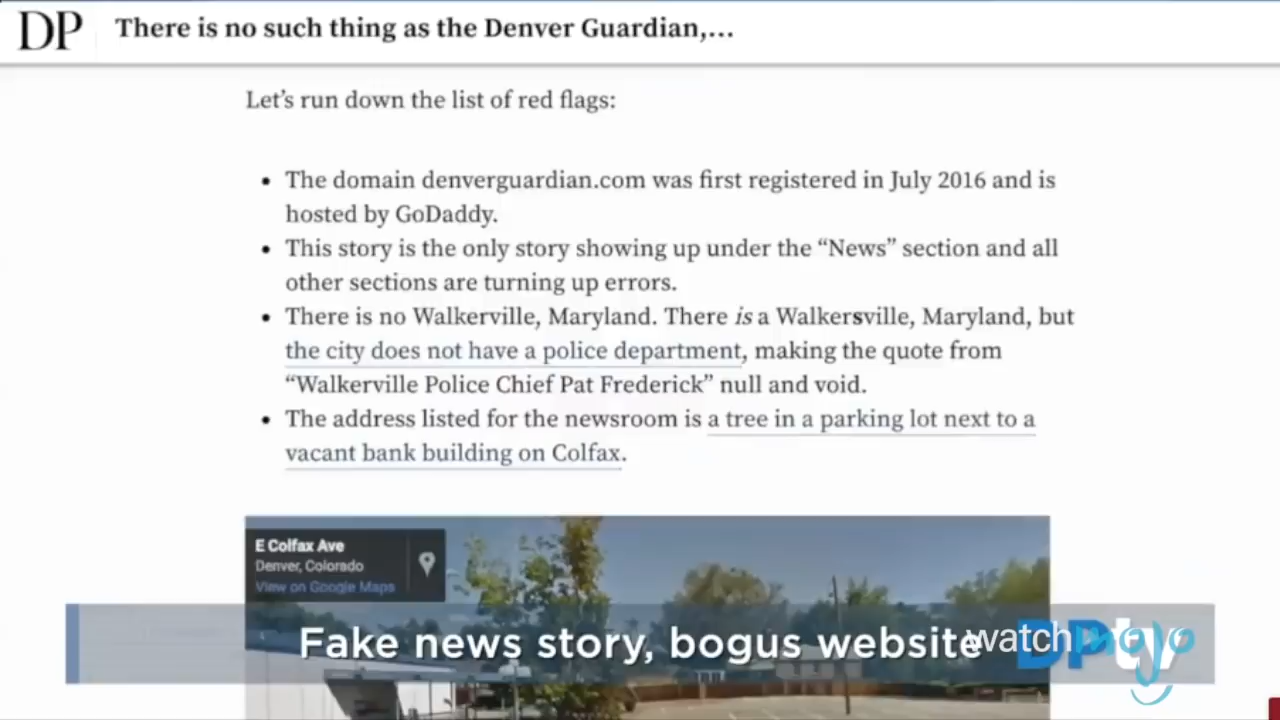 DP There is no such thing as the Denver Guardian,...
Let's run down the list of red flags:
• The domain denverguardian.com was first registered in July 2016 and is
hosted by GoDaddy.
• This story is the only story showing up under the “News” section and all
other sections are turning up errors.
• There is no Walkerville, Maryland. There is a Walkersville, Maryland, but
the city does not have a police department, making the quote from
“Walkerville Police Chief Pat Frederick” null and void.
• The address listed for the newsroom is a tree in a parking lot next to a
vacant bank building on Colfax.
E Colfax Ave
Denver, Colorado
View on Google Maps
Fake news story, bogus website
DPtv
watchmojo